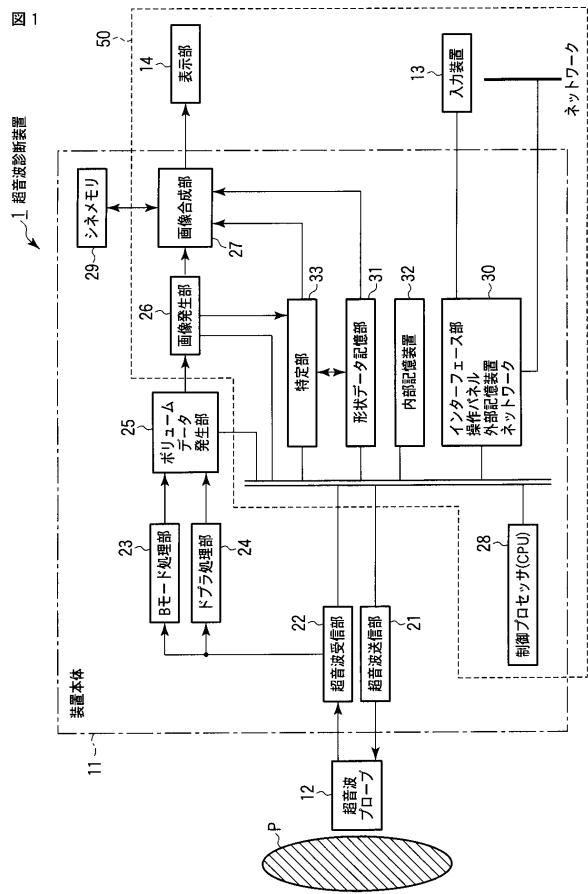 図1
1 超音波診断装置
50
14
表示部
13
入力装置
ネットワーク
29
シネメモリ
画像合成部
27
26
画像発生部
33
特定部
31
形状データ記憶部
32
内部記憶装置
30
インターフェース部
操作パネル
外部記憶装置
ネットワーク
25
ボリューム
データ
発生部
23
Bモード処理部
24
ドプラ処理部
22
超音波受信部
21
超音波送信部
28
制御プロセッサ(CPU)
装置本体
11
12
超音波
プローブ
P